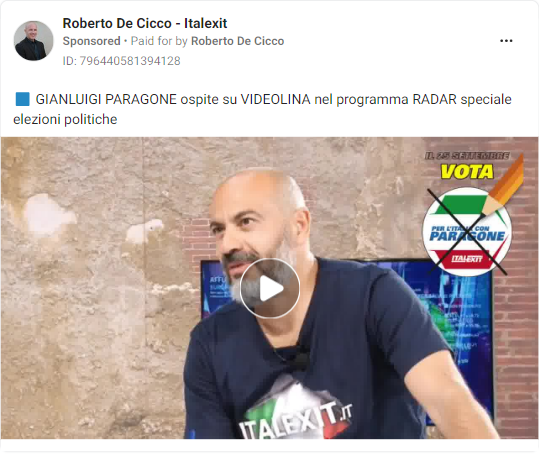 Roberto De Cicco - Italexit
Sponsored • Paid for by Roberto De Cicco
ID: 796440581394128
GIANLUIGI PARAGONE ospite su VIDEOLINA nel programma RADAR speciale
elezioni politiche
IL 25 SETTEMBRE
VOTA
PER L'ITALIA CON
PARAGONE
ITALEXIT
ITALEXIT.IT